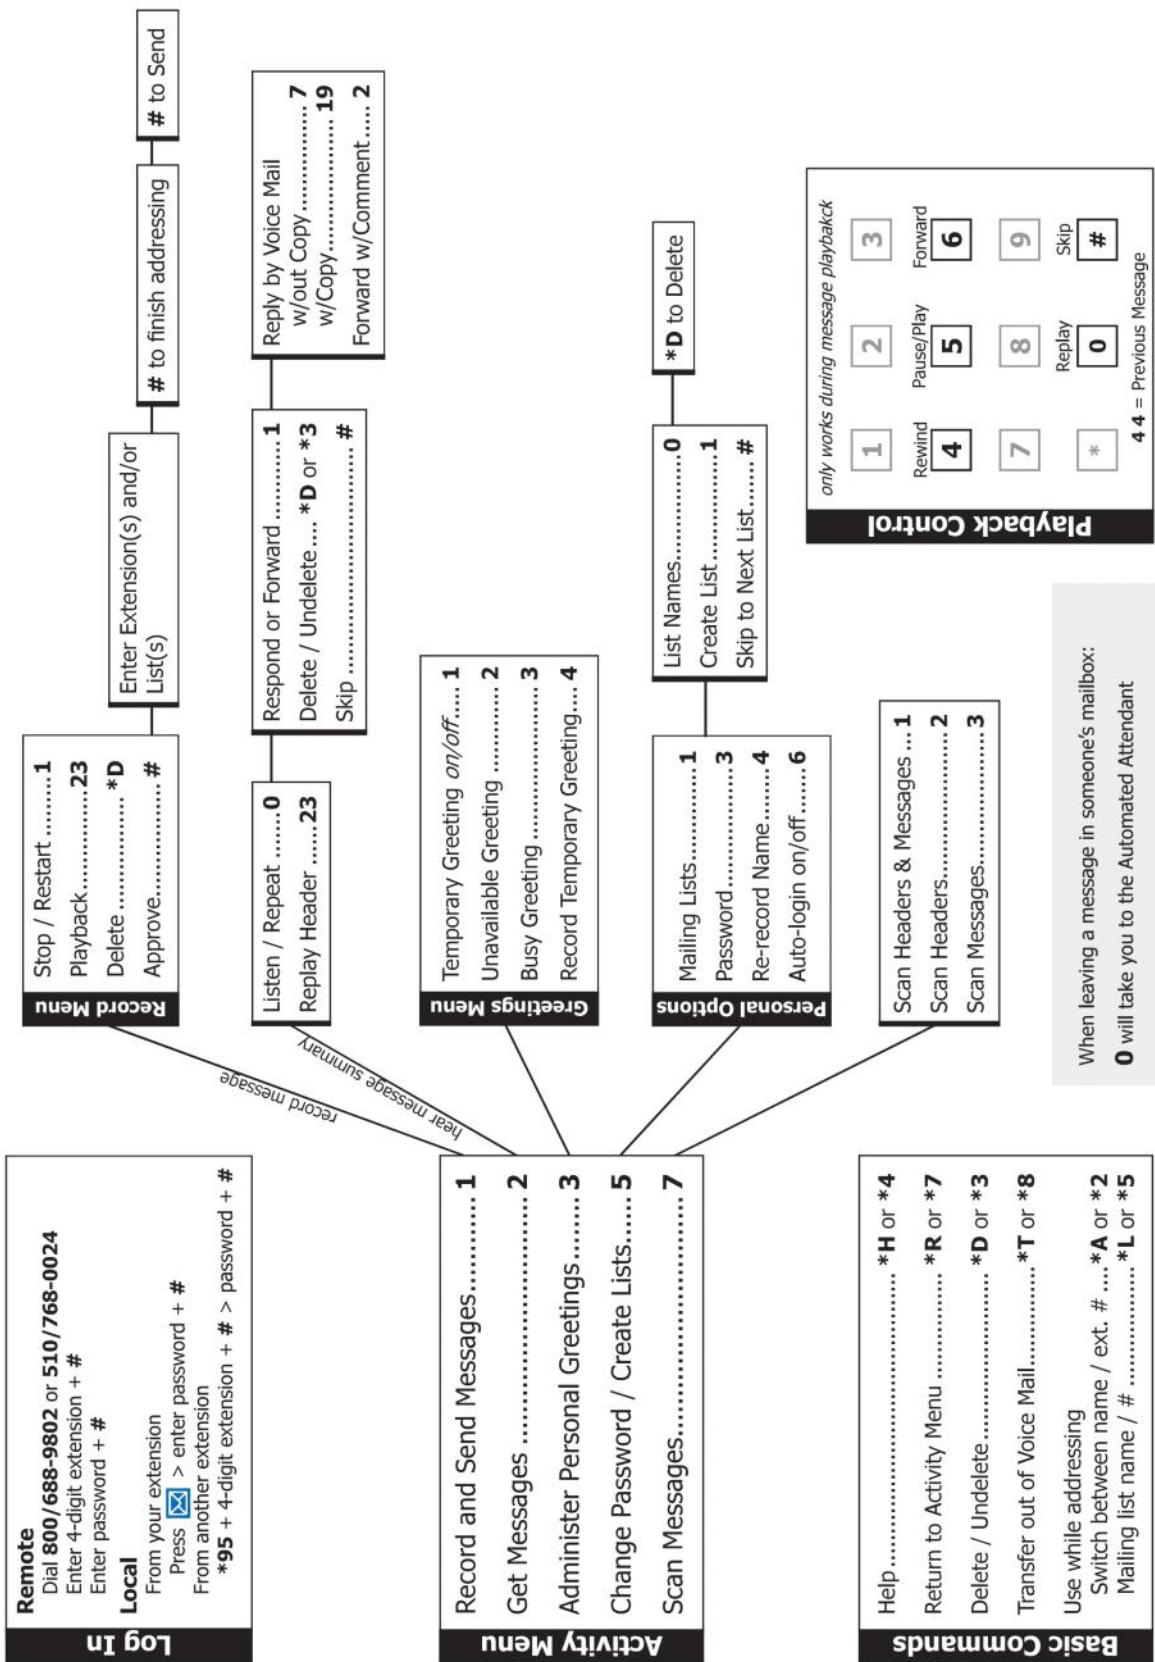 Log In
Remote
Dial 800/688-9802 or 510/768-0024
Enter 4-digit extension + #
Enter password + #
Local
From your extension
Press > enter password + #
From another extension
*95 + 4-digit extension + # > password + #
Activity Menu
Record and Send Messages............1
Get Messages ..............................2
Administer Personal Greetings........3
Change Password / Create Lists.....5
Scan Messages.............................7
Basic Commands
Help................................................ *H or *4
Return to Activity Menu ............... *R or *7
Delete / Undelete......................... *D or *3
Transfer out of Voice Mail............. *T or *8
Use while addressing
Switch between name / ext. # ....*A or *2
Mailing list name / # .................. *L or *5
record message
hear message summary
Record Menu
Stop / Restart .........1
Playback................23
Delete ................ *D
Approve............... #
Enter Extension(s) and/or
List(s)
# to finish addressing
# to Send
Listen / Repeat ......0
Replay Header ....23
Respond or Forward ...........1
Delete / Undelete .... *D or *3
Skip ................................#
Reply by Voice Mail
w/out Copy................7
w/Copy....................19
Forward w/Comment..... 2
Greetings Menu
Temporary Greeting on/off.... 1
Unavailable Greeting ........... 2
Busy Greeting .....................3
Record Temporary Greeting...4
Personal Options
Mailing Lists...........1
Password..............3
Re-record Name.....4
Auto-login on/off....6
List Names.............0
Create List.............1
Skip to Next List.... #
*D to Delete
Scan Headers & Messages ...1
Scan Headers.....................2
Scan Messages...................3
When leaving a message in someone's mailbox:
0 will take you to the Automated Attendant
Playback Control
only works during message playbakck
1 2 3
Rewind Pause/Play Forward
4 5 6
7 8 9
Replay Skip
* 0 #
4 4 = Previous Message